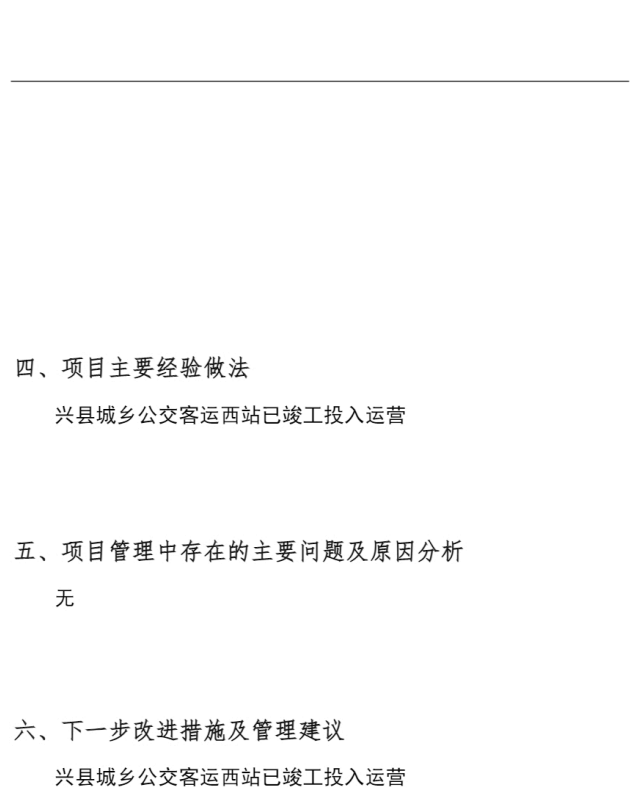 四、项目主要经验做法
兴县城乡公交客运西站已竣工投入运营
五、项目管理中存在的主要问题及原因分析
无
六、下一步改进措施及管理建议
兴县城乡公交客运西站已竣工投入运营